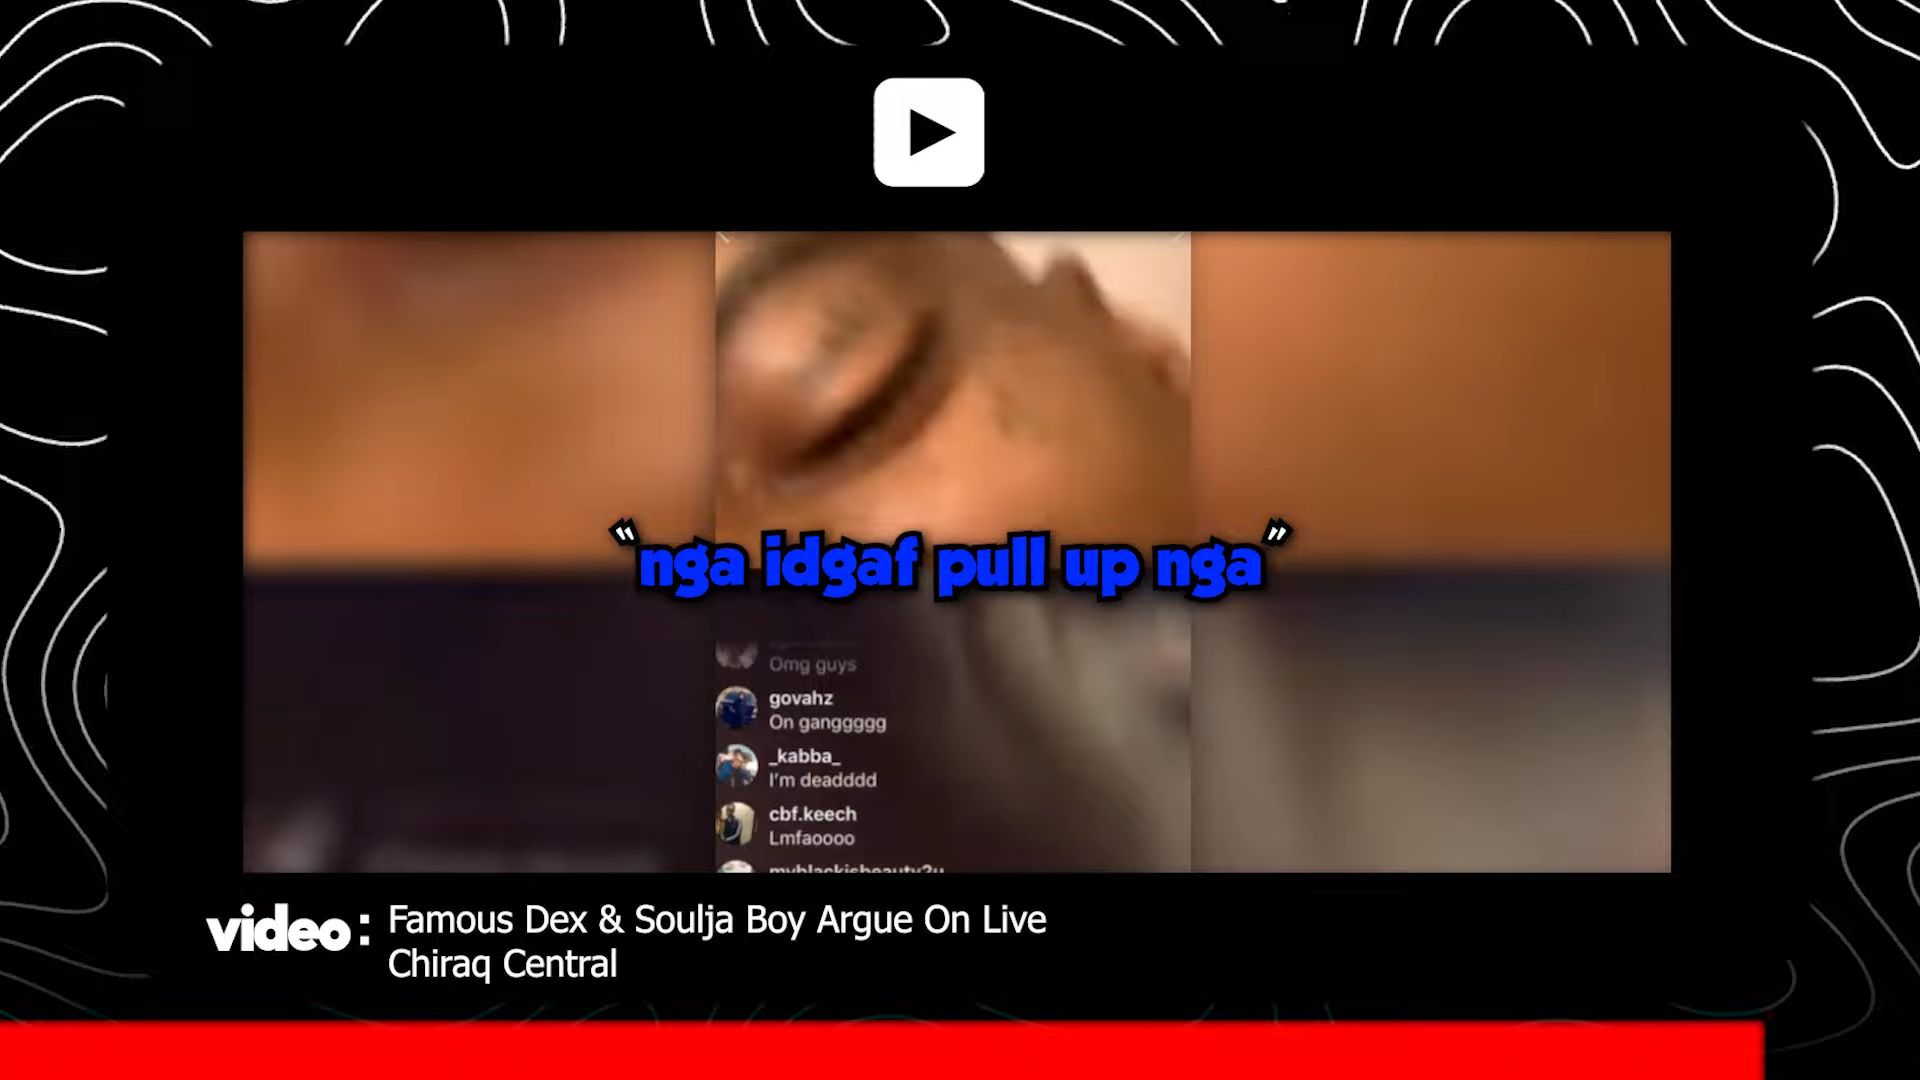 “nga idgaf pull up nga”
Omg guys
govahz
On ganggggg
_kabba_
I'm deadddd
cbf.keech
Lmfaoooo
myblackisbeauty2u
video: Famous Dex & Soulja Boy Argue On Live
Chiraq Central